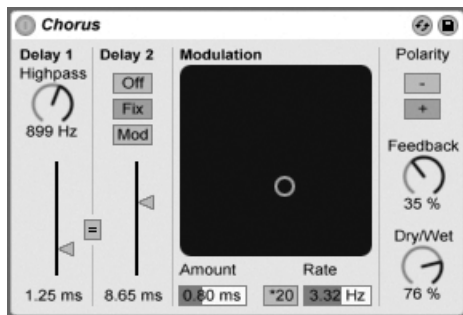 Chorus
Delay 1
Highpass
899 Hz
1.25 ms
=
Delay 2
Off
Fix
Mod
8.65 ms
Modulation
Amount
0.80 ms
*20
Rate
3.32 Hz
Polarity
-
+
Feedback
35 %
Dry/Wet
76 %